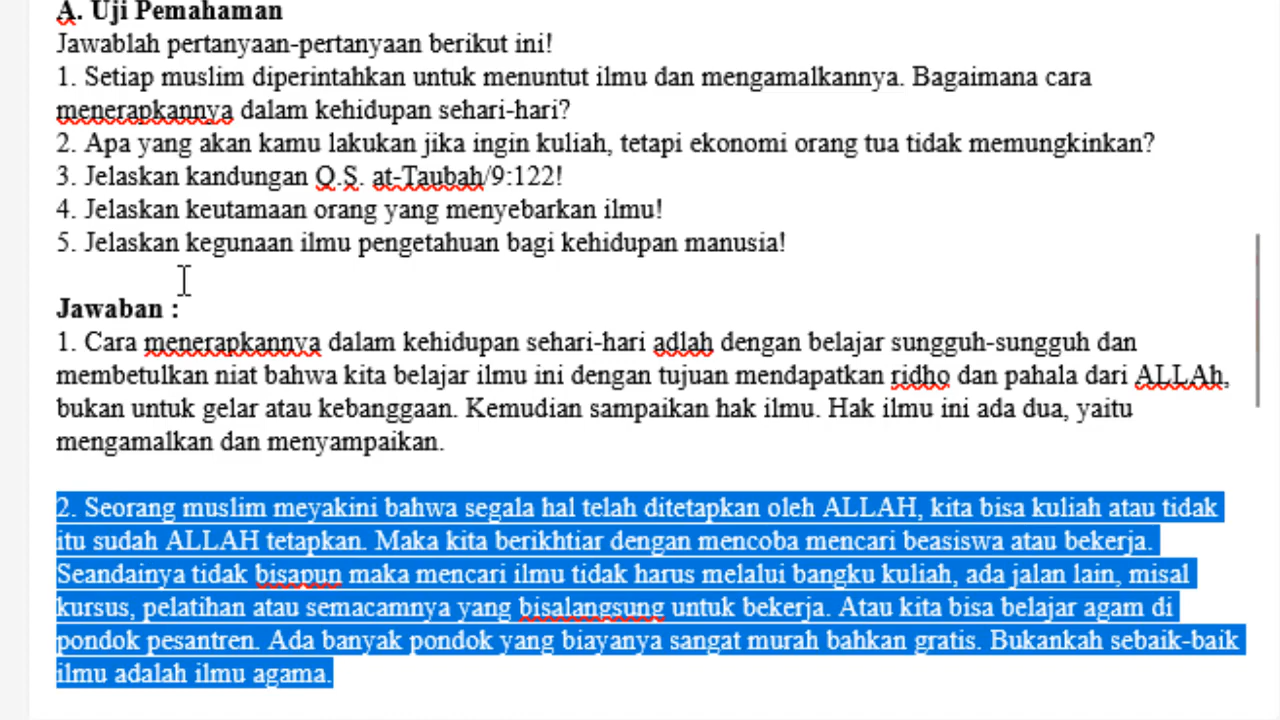 A. Uji Pemahaman
Jawablah pertanyaan-pertanyaan berikut ini!
1. Setiap muslim diperintahkan untuk menuntut ilmu dan mengamalkannya. Bagaimana cara
menerapkannya dalam kehidupan sehari-hari?
2. Apa yang akan kamu lakukan jika ingin kuliah, tetapi ekonomi orang tua tidak memungkinkan?
3. Jelaskan kandungan Q.S. at-Taubah/9:122!
4. Jelaskan keutamaan orang yang menyebarkan ilmu!
5. Jelaskan kegunaan ilmu pengetahuan bagi kehidupan manusia!
Jawaban :
1. Cara menerapkannya dalam kehidupan sehari-hari adlah dengan belajar sungguh-sungguh dan
membetulkan niat bahwa kita belajar ilmu ini dengan tujuan mendapatkan ridho dan pahala dari ALLAh,
bukan untuk gelar atau kebanggaan. Kemudian sampaikan hak ilmu. Hak ilmu ini ada dua, yaitu
mengamalkan dan menyampaikan.
2. Seorang muslim meyakini bahwa segala hal telah ditetapkan oleh ALLAH, kita bisa kuliah atau tidak
itu sudah ALLAH tetapkan. Maka kita berikhtiar dengan mencoba mencari beasiswa atau bekerja.
Seandainya tidak bisapun maka mencari ilmu tidak harus melalui bangku kuliah, ada jalan lain, misal
kursus, pelatihan atau semacamnya yang bisalangsung untuk bekerja. Atau kita bisa belajar agam di
pondok pesantren. Ada banyak pondok yang biayanya sangat murah bahkan gratis. Bukankah sebaik-baik
ilmu adalah ilmu agama.